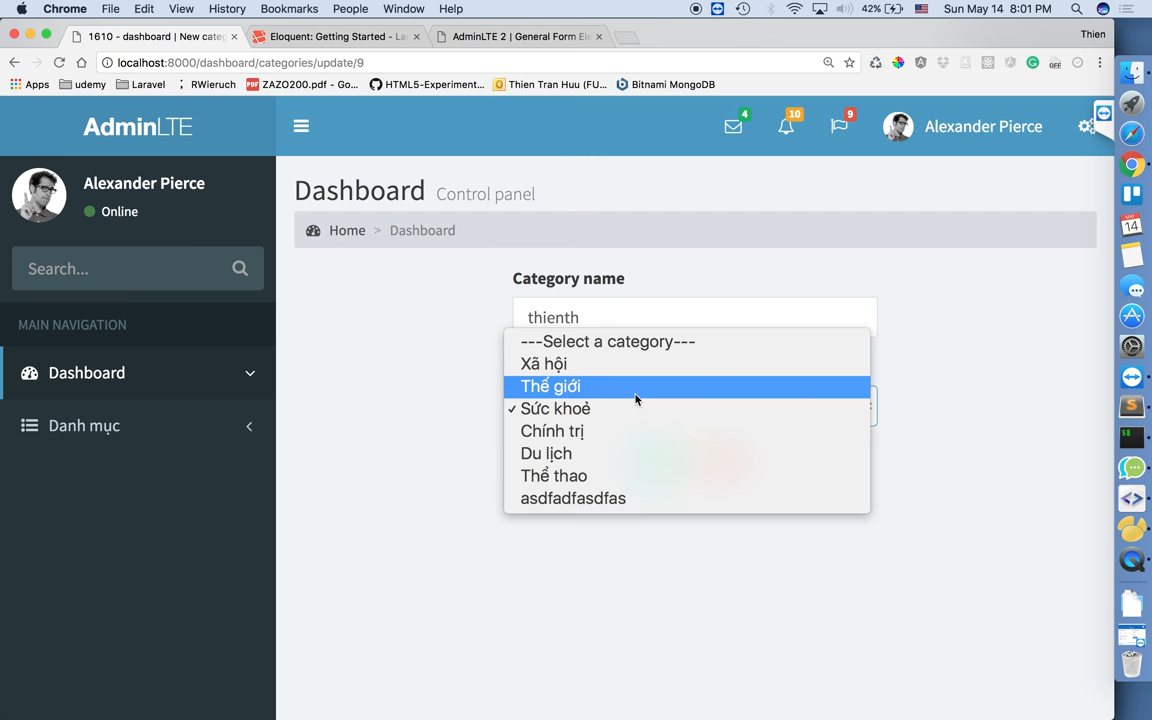 Chrome File Edit View History Bookmarks People Window Help 42% Sun May 14 8:01 PM
1610 - dashboard | New categ Eloquent: Getting Started - La AdminLTE 2 | General Form Ele Thien
localhost:8000/dashboard/categories/update/9
Apps udemy Laravel RWieruch ZAZO200.pdf - Go... HTML5-Experiment... Thien Tran Huu (FU... Bitnami MongoDB
AdminLTE 4 10 9 Alexander Pierce
Alexander Pierce
Online
Search...
MAIN NAVIGATION
Dashboard
Danh mục
Dashboard Control panel
Home > Dashboard
Category name
thienth
---Select a category---
Xã hội
Thế giới
✓ Sức khoẻ
Chính trị
Du lịch
Thể thao
asdfadfasdfas